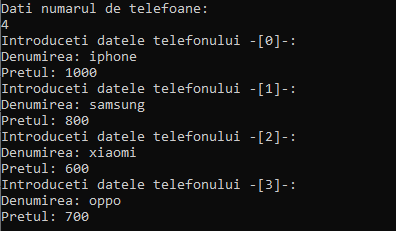 Dati numarul de telefoane:
4
Introduceti datele telefonului -[0]-:
Denumirea: iphone
Pretul: 1000
Introduceti datele telefonului -[1]-:
Denumirea: samsung
Pretul: 800
Introduceti datele telefonului -[2]-:
Denumirea: xiaomi
Pretul: 600
Introduceti datele telefonului -[3]-:
Denumirea: oppo
Pretul: 700